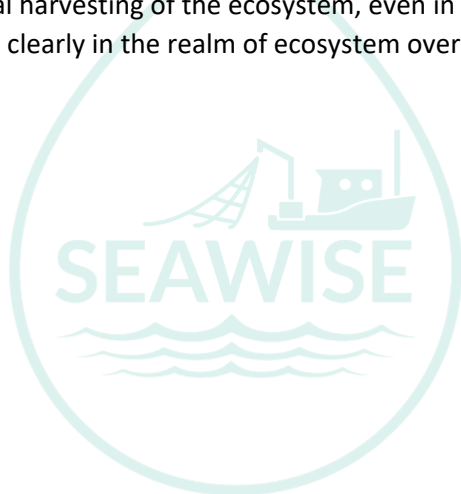 al harvesting of the ecosystem, even in
clearly in the realm of ecosystem over
SEAWISE